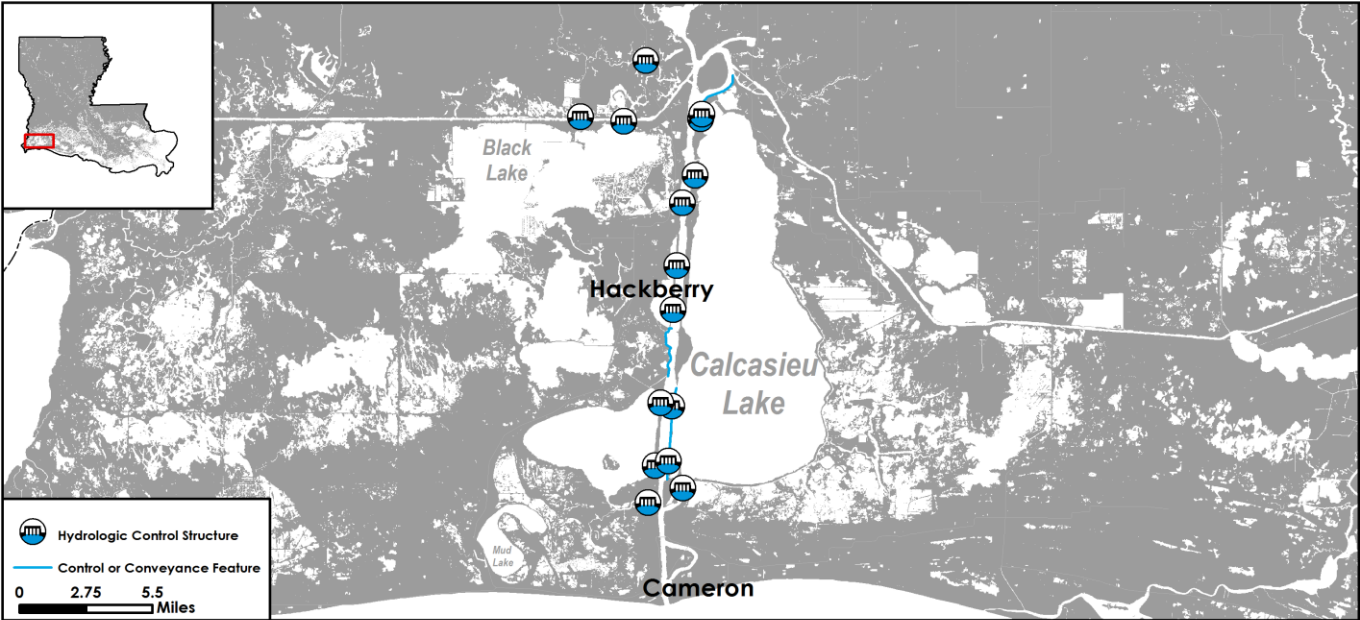 Black
Lake
Hackberry
Calcasieu
Lake
Mud
Lake
Cameron
Hydrologic Control Structure
Control or Conveyance Feature
0 2.75 5.5
Miles